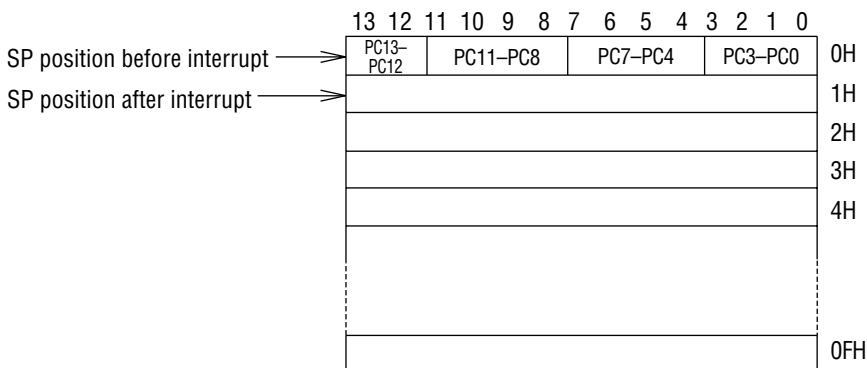 13 12 11 10 9 8 7 6 5 4 3 2 1 0
SP position before interrupt
PC13–
PC12
PC11–PC8
PC7–PC4
PC3–PC0
0H
SP position after interrupt
1H
2H
3H
4H
0FH